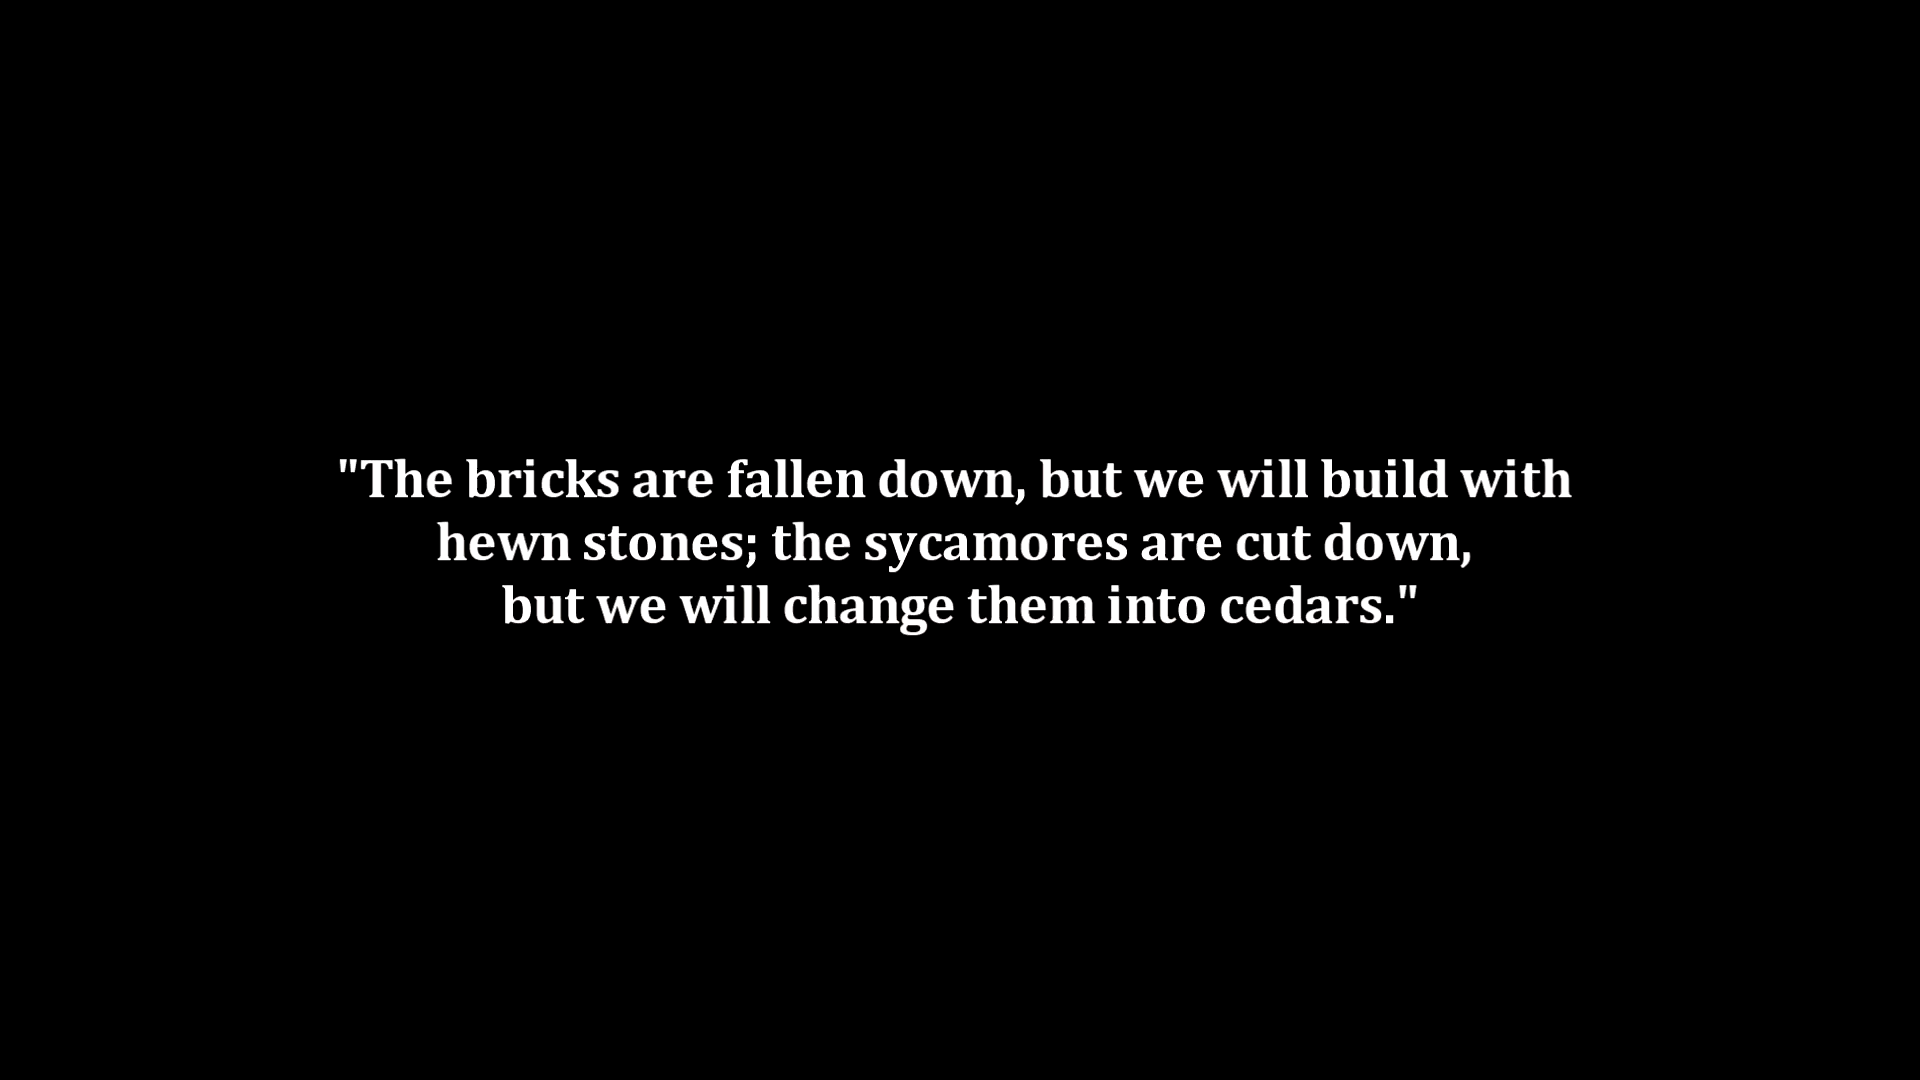 "The bricks are fallen down, but we will build with
hewn stones; the sycamores are cut down,
but we will change them into cedars."